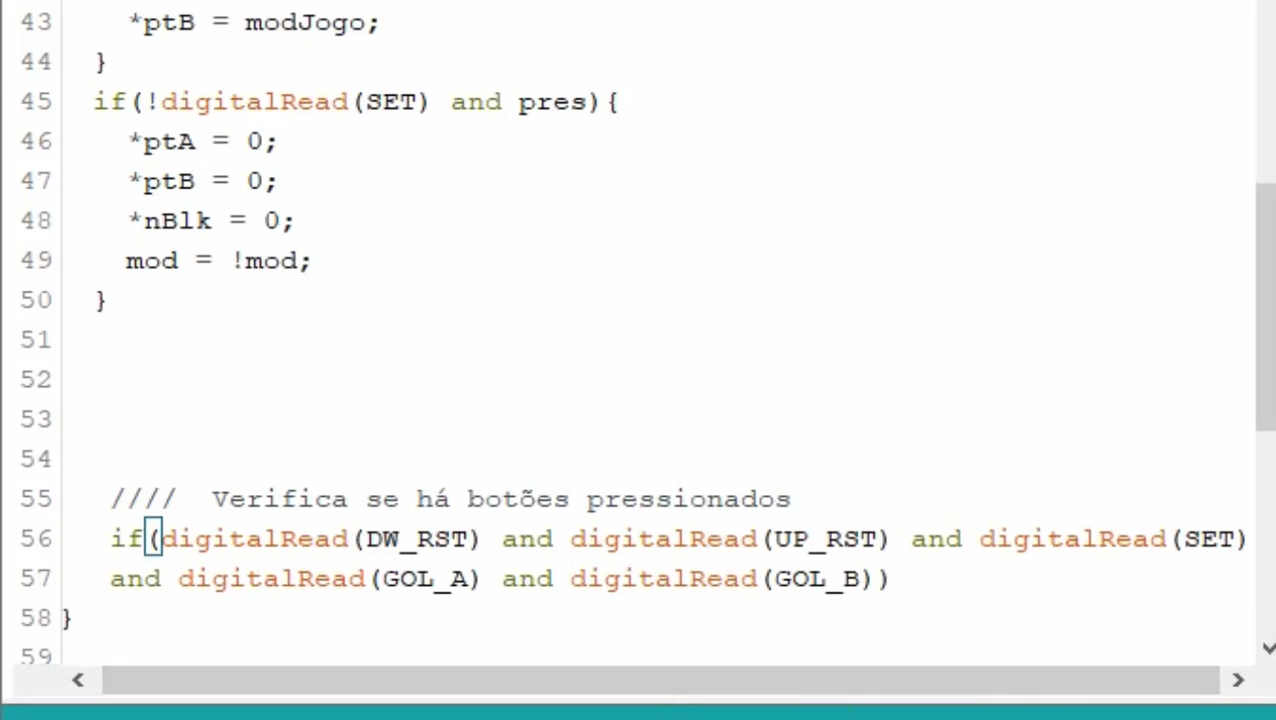 43 *ptB = modJogo;
44 }
45 if(!digitalRead(SET) and pres){
46 *ptA = 0;
47 *ptB = 0;
48 *nBlk = 0;
49 mod = !mod;
50 }
51
52
53
54
55 //// Verifica se há botões pressionados
56 if(digitalRead(DW_RST) and digitalRead(UP_RST) and digitalRead(SET)
57 and digitalRead(GOL_A) and digitalRead(GOL_B))
58 }
59